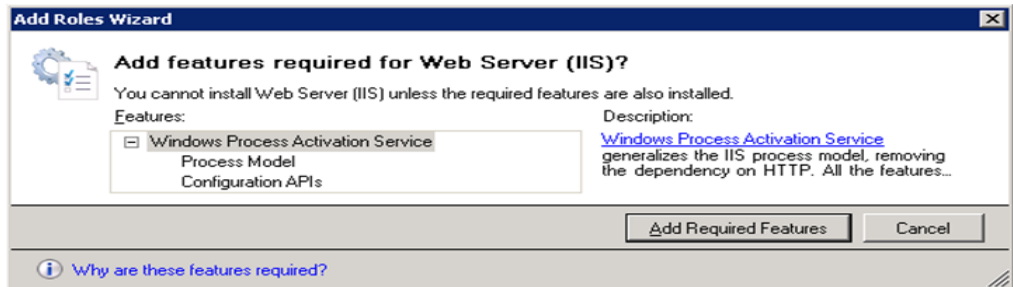 Add Roles Wizard
Add features required for Web Server (IIS)?
You cannot install Web Server (IIS) unless the required features are also installed.
Features:
Description:
Windows Process Activation Service
Process Model
Configuration APIs
Windows Process Activation Service
generalizes the IIS process model, removing
the dependency on HTTP. All the features...
Add Required Features
Cancel
Why are these features required?